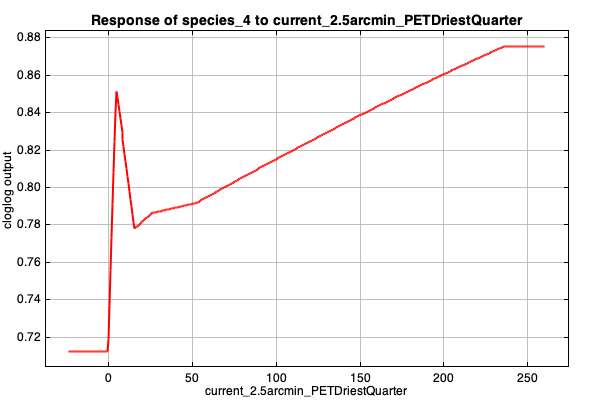 Response of species_4 to current_2.5arcmin_PETDriestQuarter
0.88
0.86
0.84
0.82
0.80
0.78
0.76
0.74
0.72
cloglog output
0 50 100 150 200 250
current_2.5arcmin_PETDriestQuarter